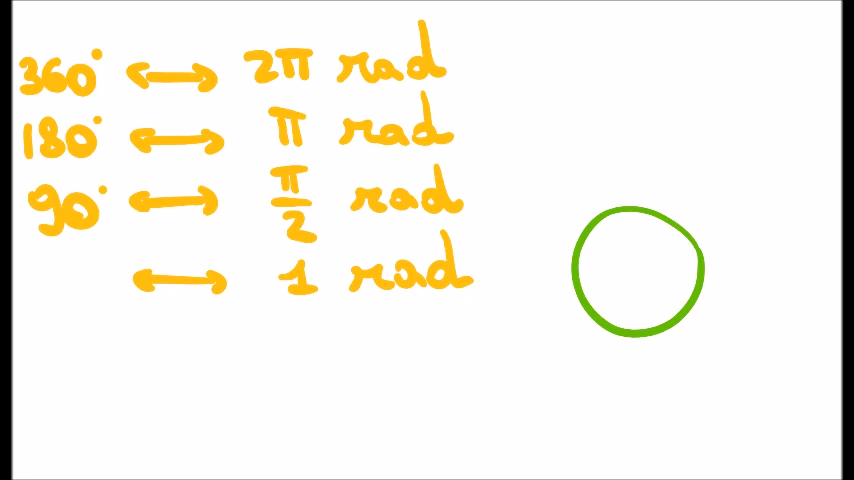 360° ↔ 2π rad
180° ↔ π rad
90° ↔ π/2 rad
↔ 1 rad